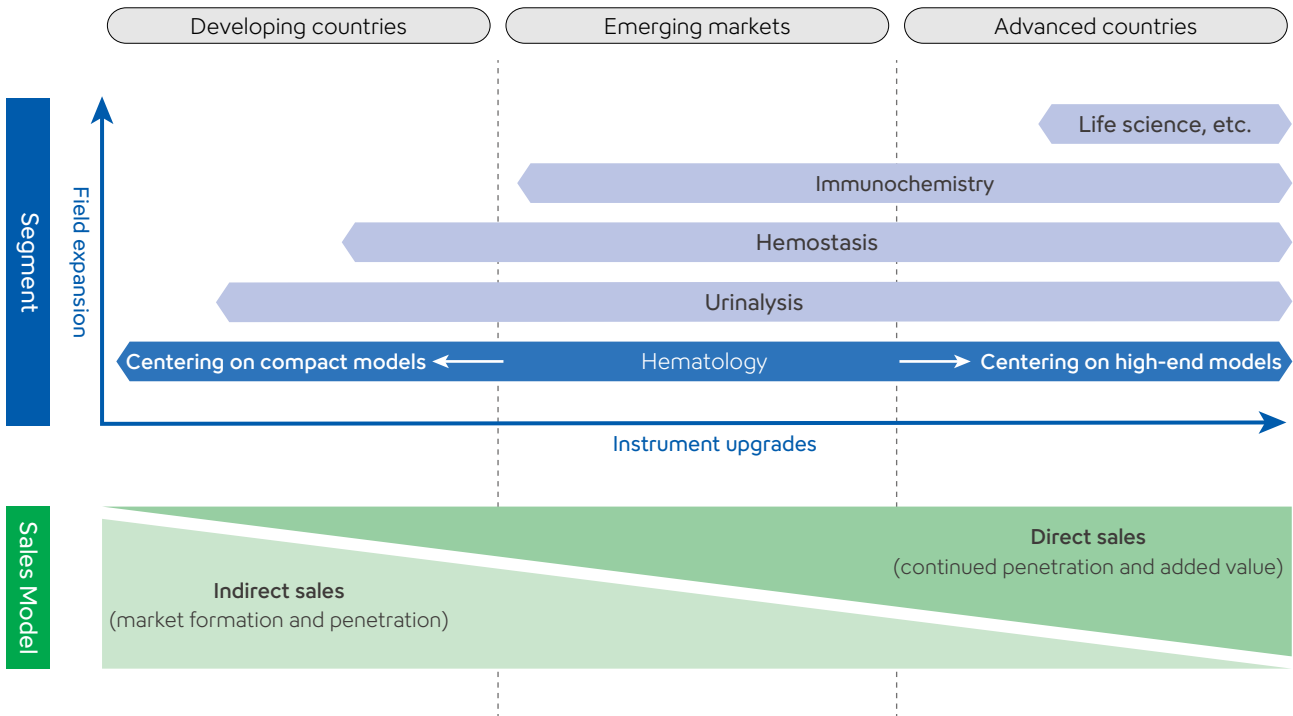 Developing countries
Emerging markets
Advanced countries
Segment
Field expansion
Life science, etc.
Immunochemistry
Hemostasis
Urinalysis
Centering on compact models
Hematology
Centering on high-end models
Instrument upgrades
Sales Model
Direct sales
(continued penetration and added value)
Indirect sales
(market formation and penetration)